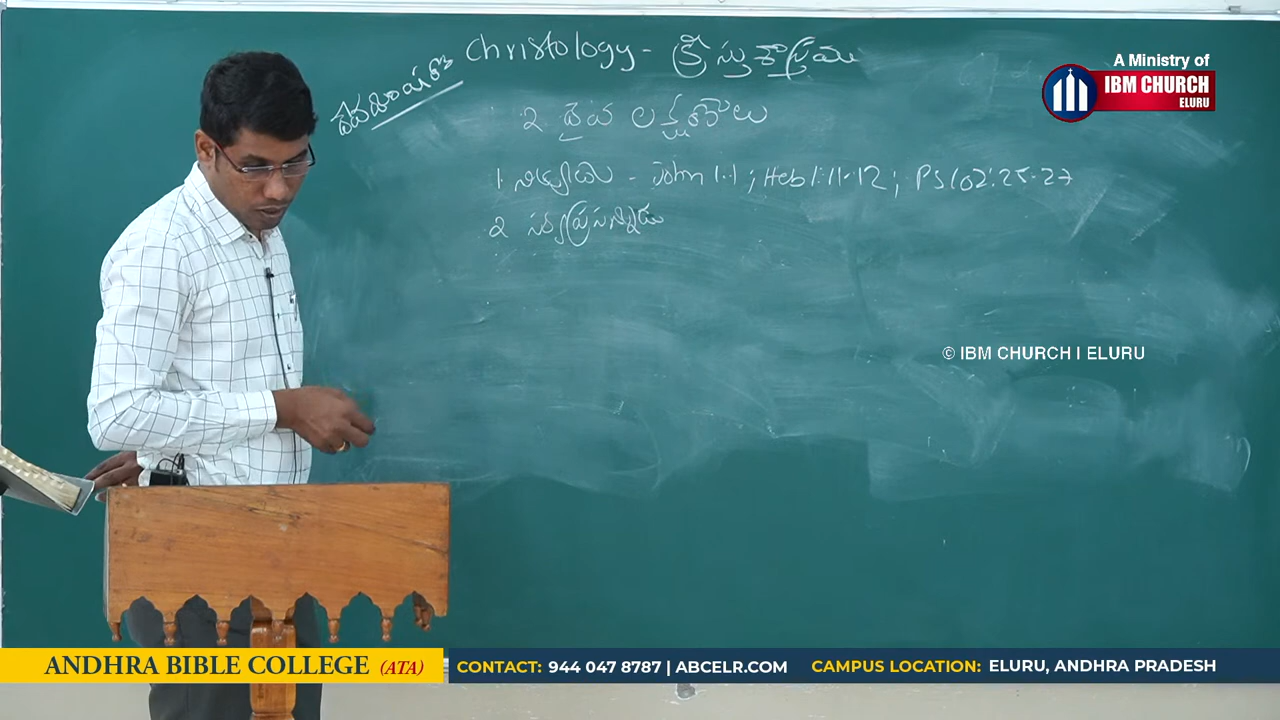 Christology - క్రీస్తుశాస్త్రము
2. దైవ లక్షణాలు
1. నిత్యుడు - John 1:1 ; Heb 1:11-12 ; PS 102:25-27
2
A Ministry of
IBM CHURCH
ELURU
© IBM CHURCH I ELURU
ANDHRA BIBLE COLLEGE (ATA)
CONTACT: 944 047 8787 | ABCELR.COM CAMPUS LOCATION: ELURU, ANDHRA PRADESH